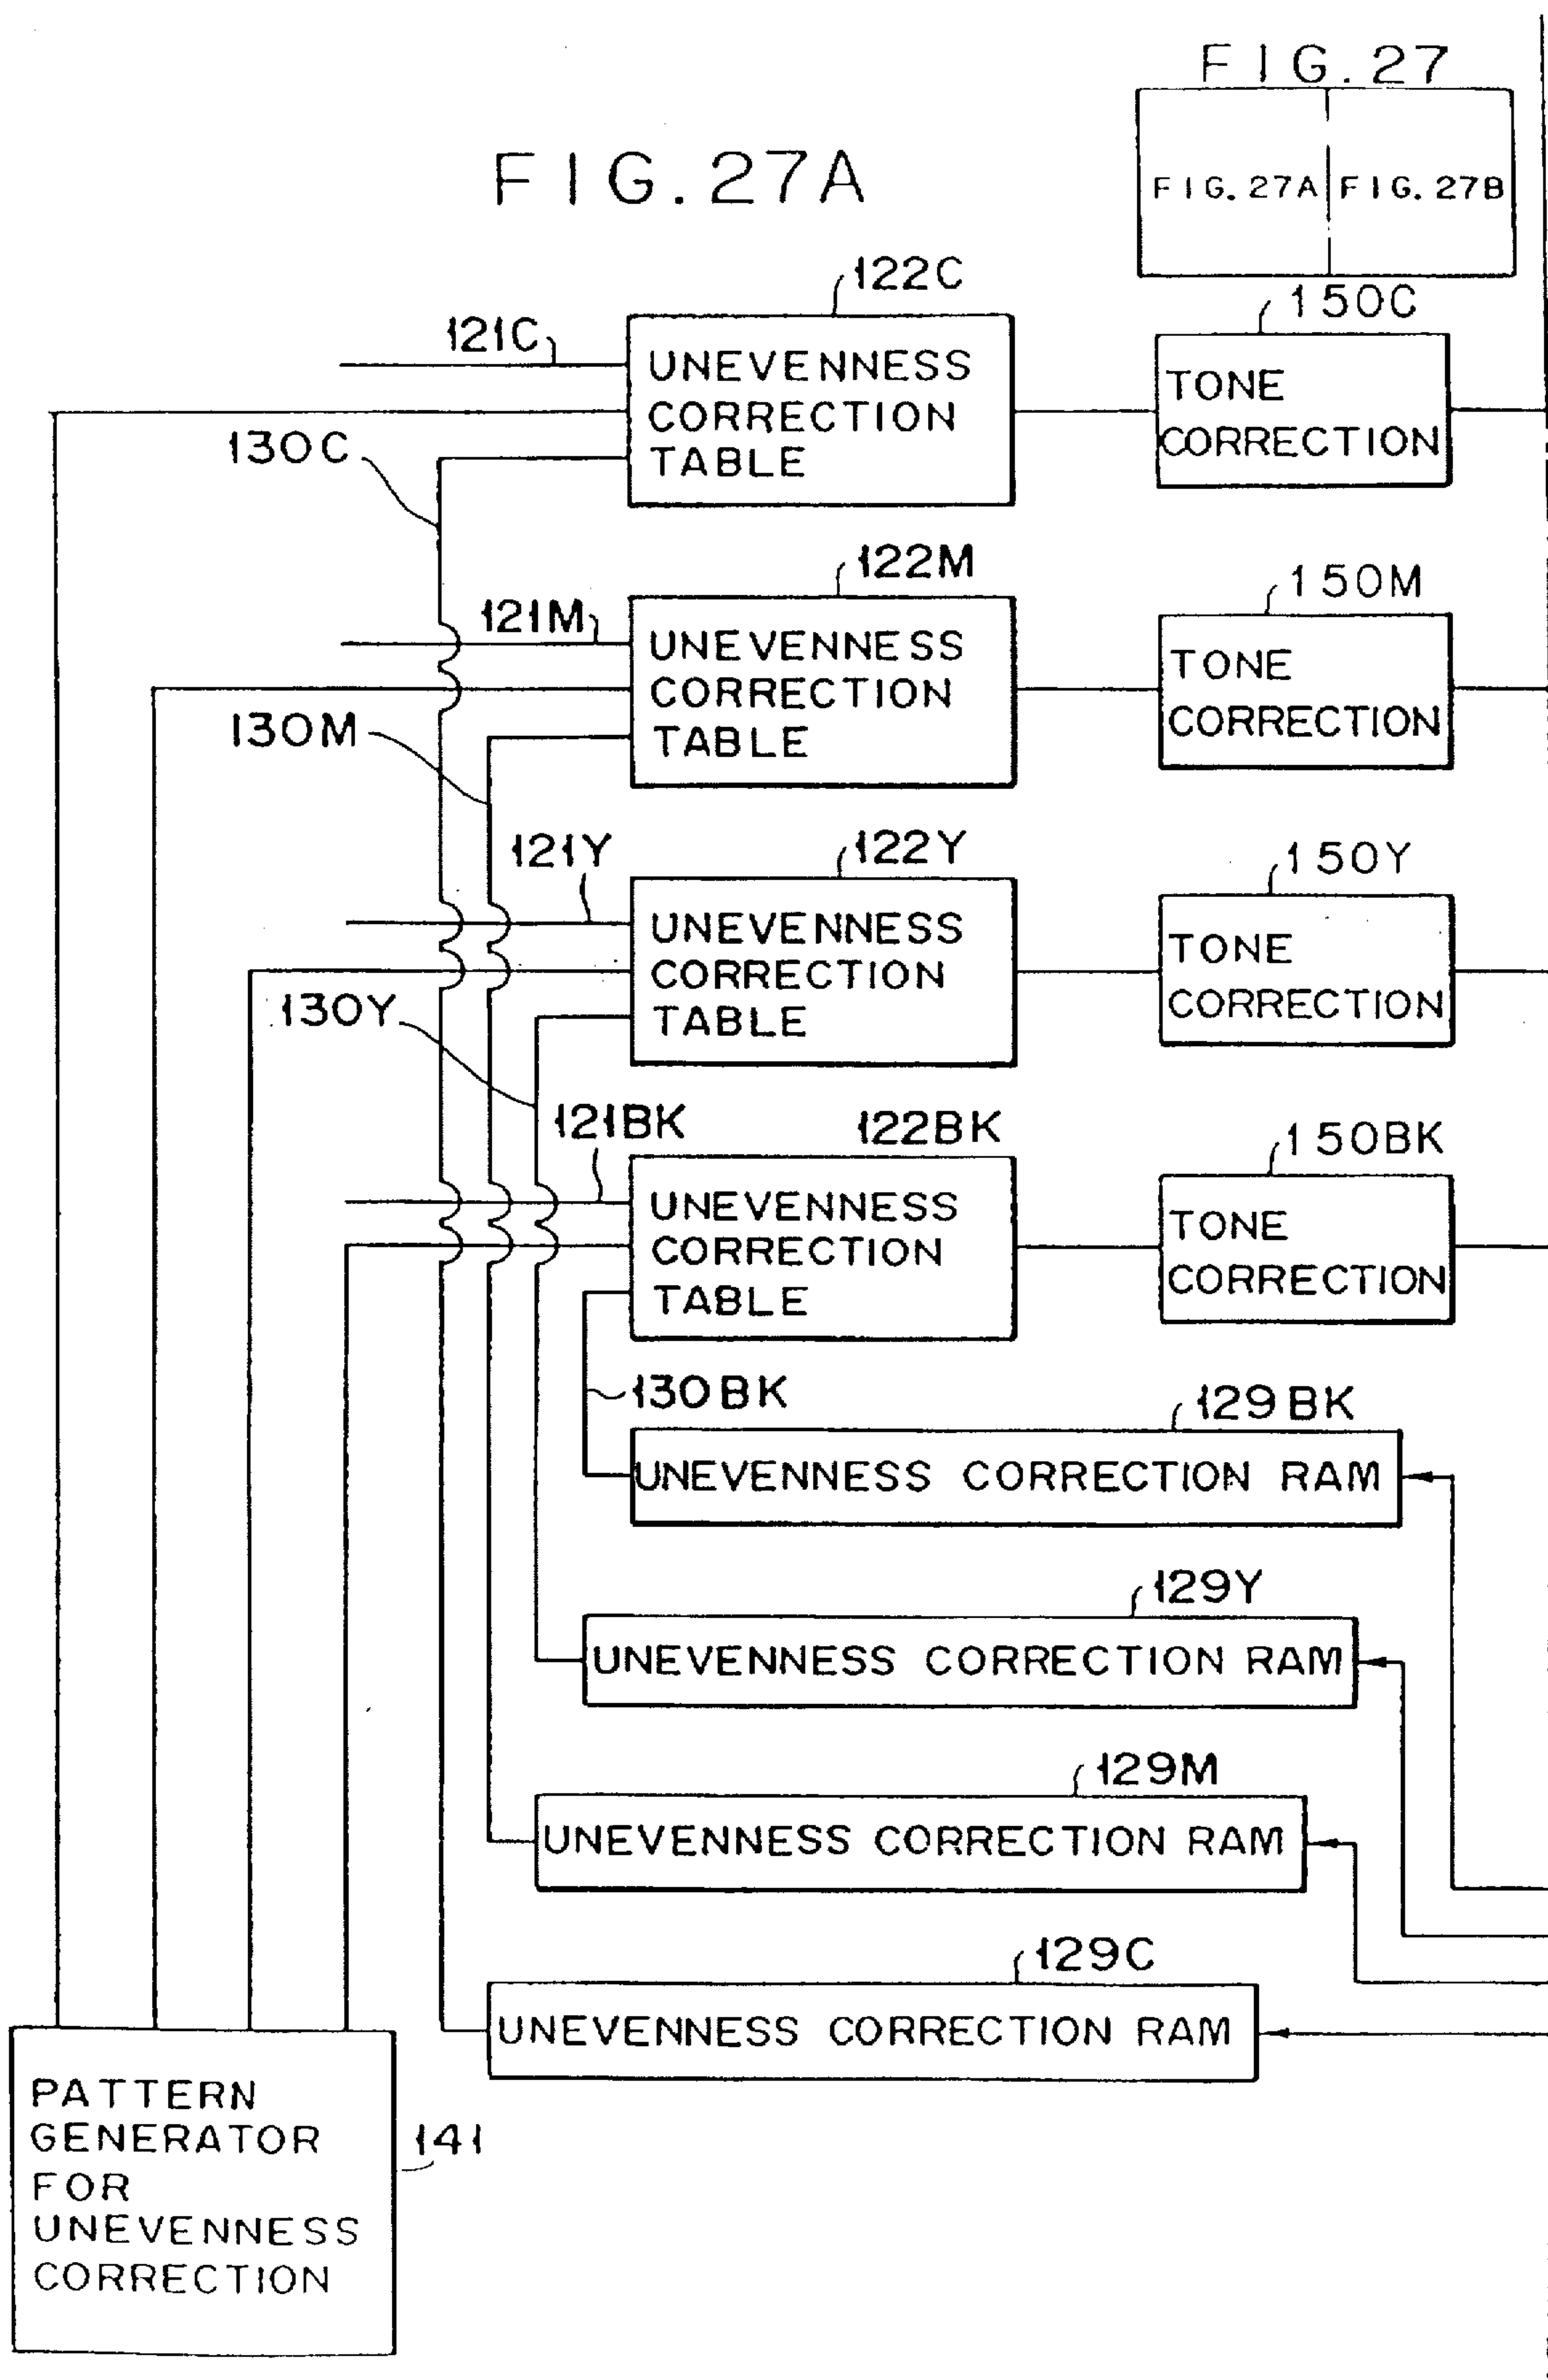 FIG. 27
FIG. 27A
FIG. 27A FIG. 27B
122C
150C
121C
UNEVENNESS
CORRECTION
TABLE
TONE
CORRECTION
130C
122M
150M
121M
UNEVENNESS
CORRECTION
TABLE
TONE
CORRECTION
130M
122Y
150Y
121Y
UNEVENNESS
CORRECTION
TABLE
TONE
CORRECTION
130Y
122BK
150BK
121BK
UNEVENNESS
CORRECTION
TABLE
TONE
CORRECTION
130BK
129BK
UNEVENNESS CORRECTION RAM
129Y
UNEVENNESS CORRECTION RAM
129M
UNEVENNESS CORRECTION RAM
129C
UNEVENNESS CORRECTION RAM
PATTERN
GENERATOR
FOR
UNEVENNESS
CORRECTION
141